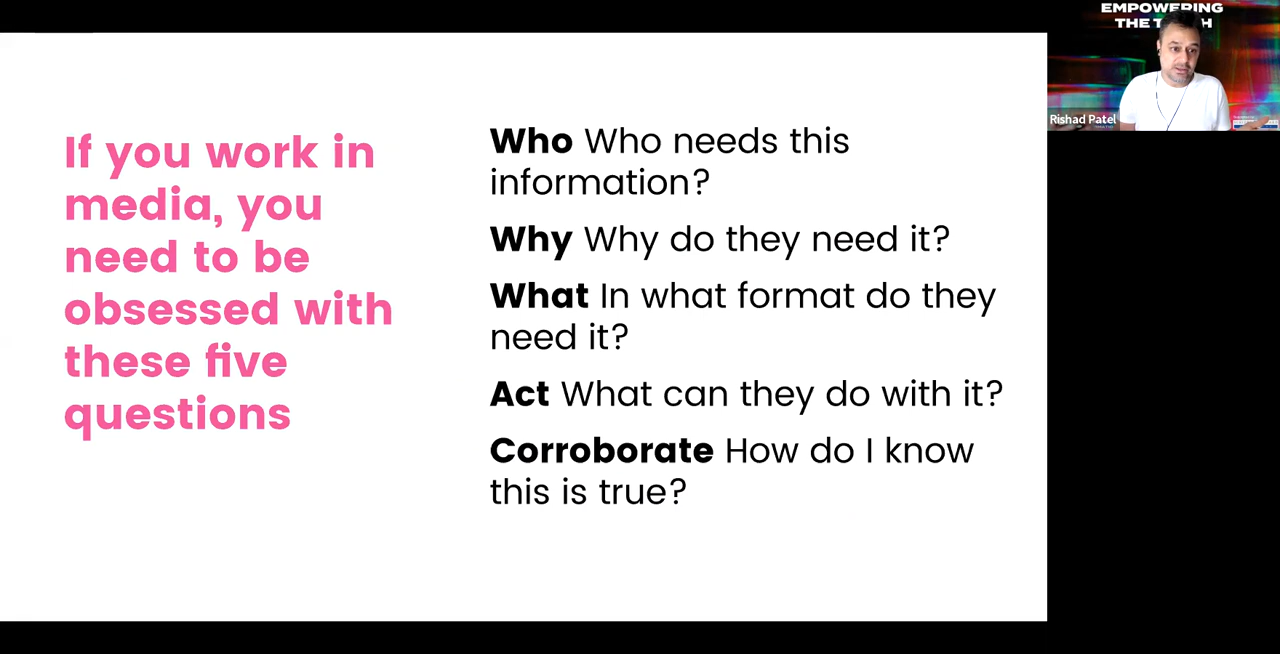 If you work in
media, you
need to be
obsessed with
these five
questions
Who Who needs this
information?
Why Why do they need it?
What In what format do they
need it?
Act What can they do with it?
Corroborate How do I know
this is true?
EMPOWERING
Rishad Patel